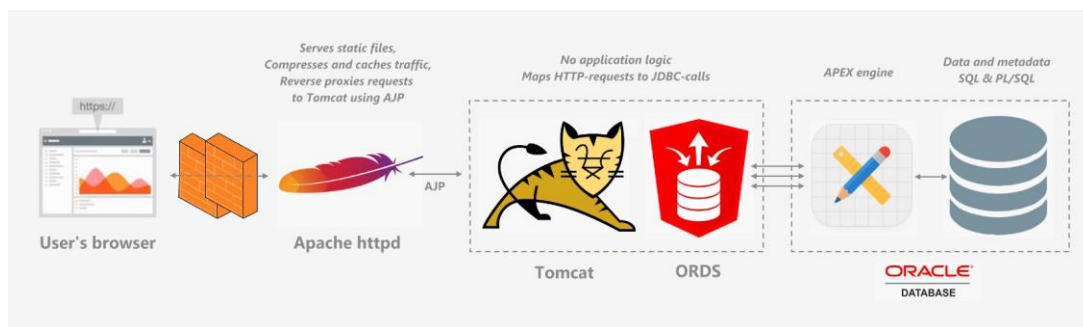 https://
User's browser
Serves static files,
Compresses and caches traffic,
Reverse proxies requests
to Tomcat using AJP
Apache httpd
AJP
No application logic
Maps HTTP-requests to JDBC-calls
Tomcat
ORDS
APEX engine
Data and metadata
SQL & PL/SQL
ORACLE®
DATABASE